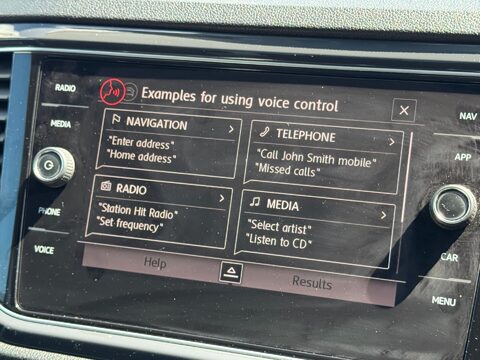 RADIO
MEDIA
PHONE
VOICE
Examples for using voice control
NAVIGATION
"Enter address"
"Home address"
TELEPHONE
"Call John Smith mobile"
"Missed calls"
RADIO
"Station Hit Radio"
"Set frequency"
MEDIA
"Select artist"
"Listen to CD"
Help
Results
NAV
APP
CAR
MENU